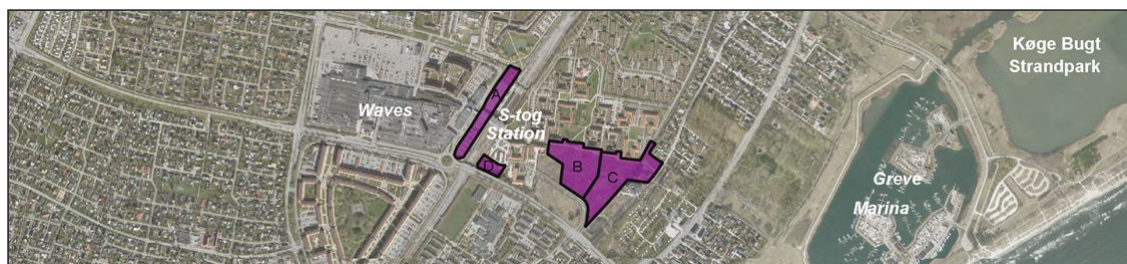 Køge Bugt
Strandpark
A
Waves
S-tog
Station
D
B
C
Greve
Marina